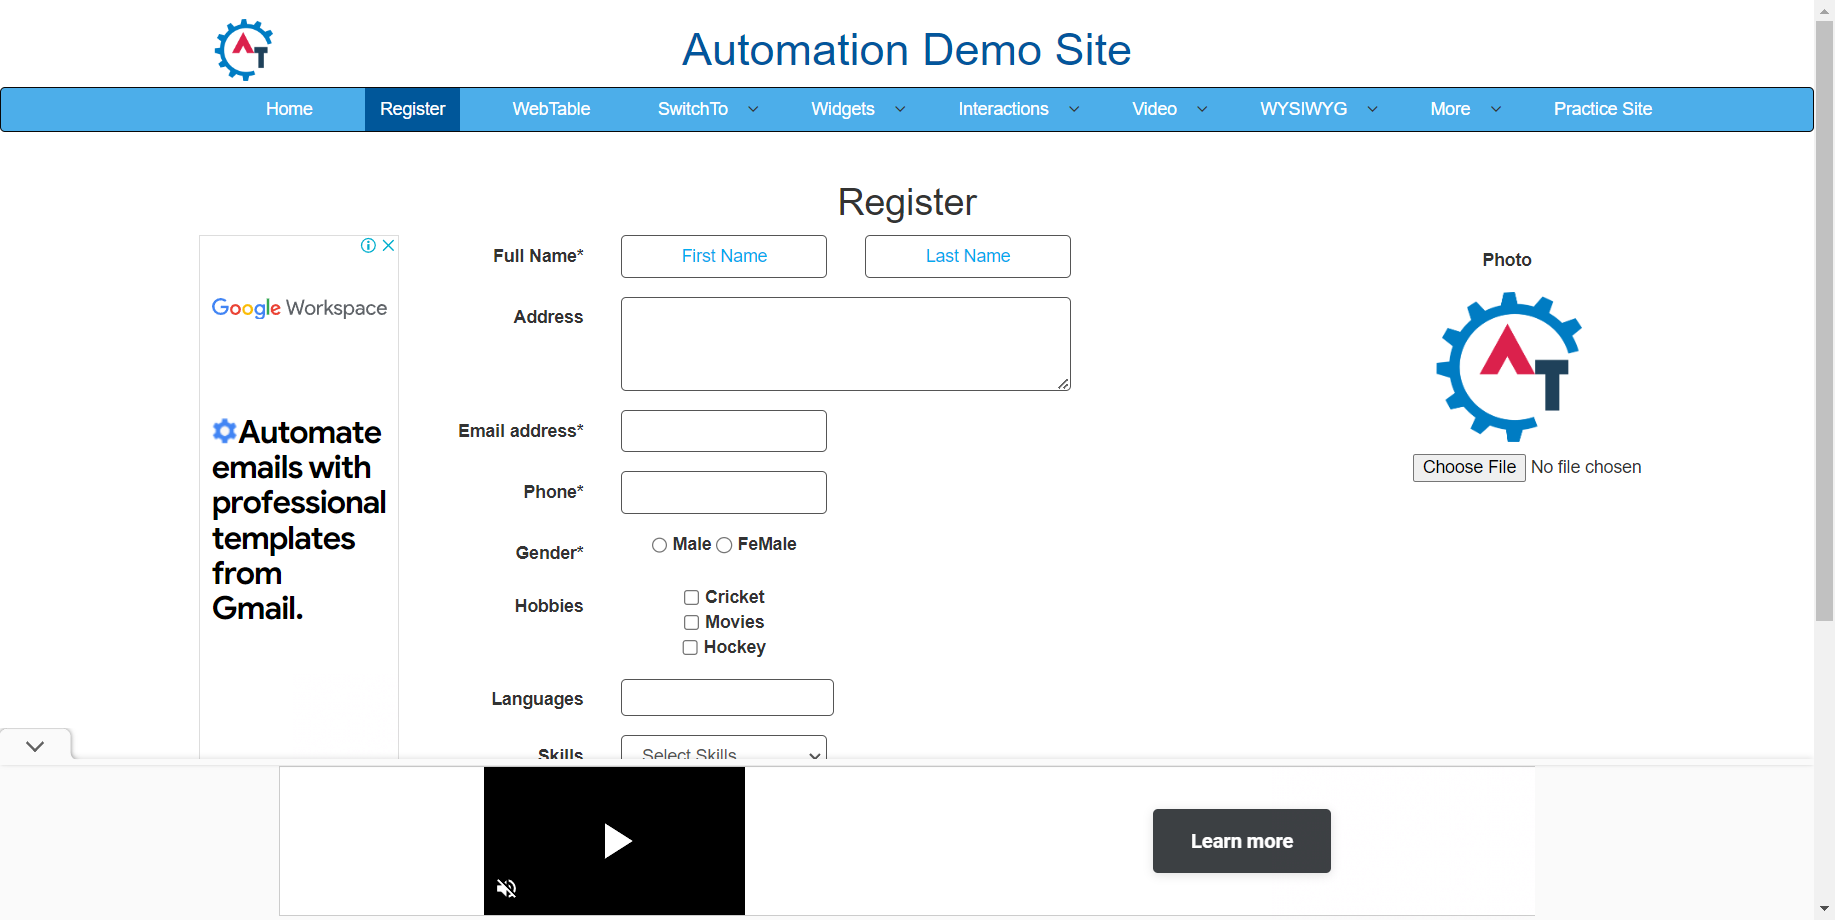 AT
Automation Demo Site
Home Register WebTable SwitchTo Widgets Interactions Video WYSIWYG More Practice Site
Register
Full Name* First Name Last Name
Photo
Google Workspace
Address
AT
Automate
emails with
professional
templates
from
Gmail.
Email address*
Choose File No file chosen
Phone*
Gender* Male FeMale
Hobbies Cricket
Movies
Hockey
Languages
Skills Select Skills
Learn more